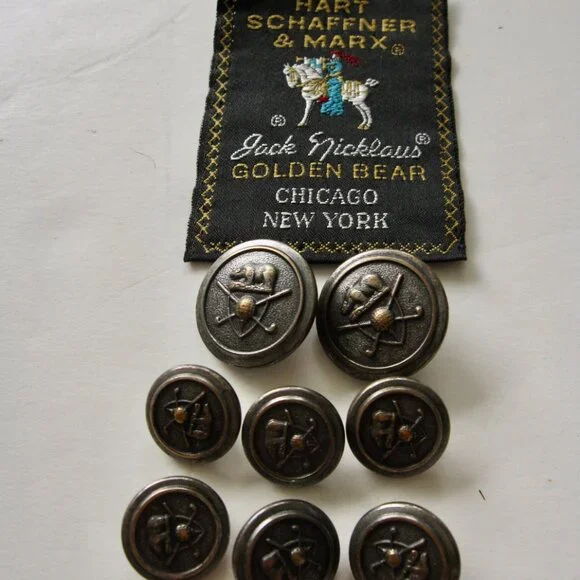 HART
SCHAFFNER
& MARX®
®
Jack Nicklaus®
GOLDEN BEAR
CHICAGO
NEW YORK